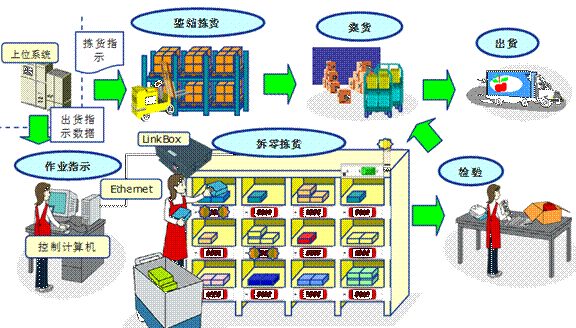 上位系统
拣货指
示
整箱拣货
集货
出货
出货指
示数据
LinkBox
拆零拣货
作业指示
Ethernet
检验
控制计算机